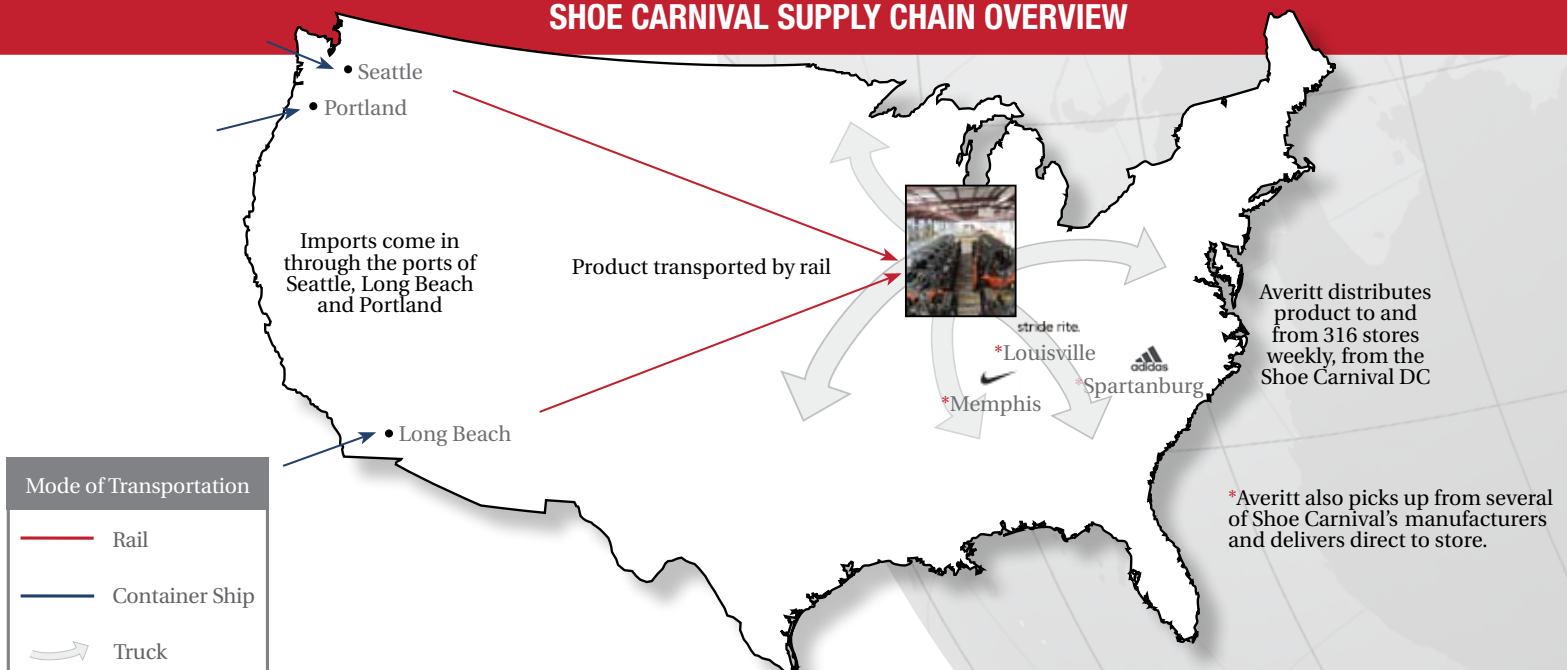 SHOE CARNIVAL SUPPLY CHAIN OVERVIEW
Seattle
Portland
Imports come in
through the ports of
Seattle, Long Beach
and Portland
Product transported by rail
stride rite.
*Louisville
adidas
*Spartanburg
*Memphis
Averitt distributes
product to and
from 316 stores
weekly, from the
Shoe Carnival DC
Long Beach
Mode of Transportation
Rail
Container Ship
Truck
*Averitt also picks up from several
of Shoe Carnival's manufacturers
and delivers direct to store.